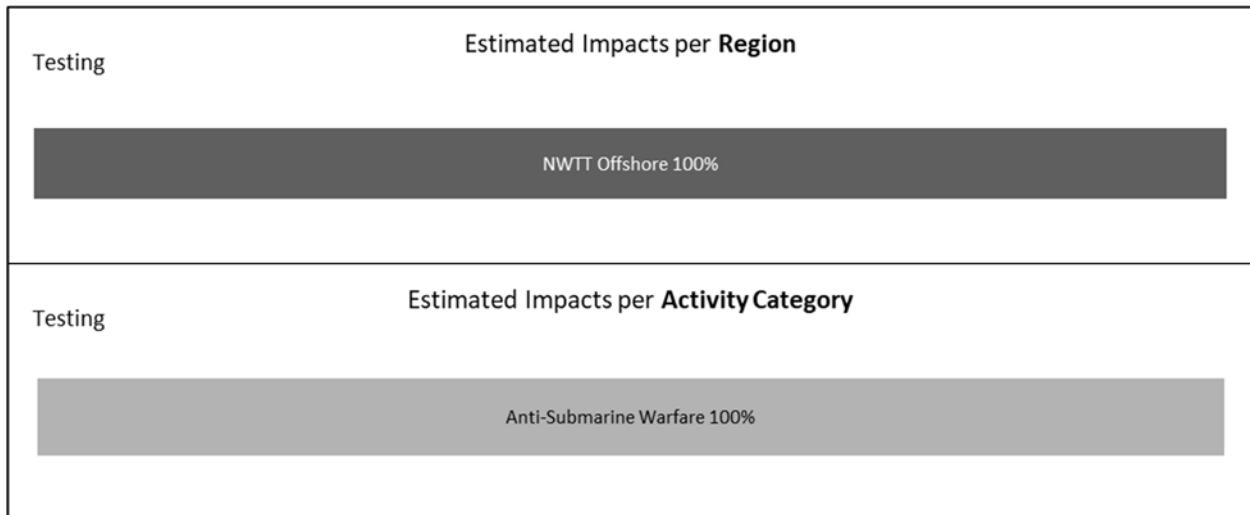 Estimated Impacts per Region
Testing
NWTT Offshore 100%
Estimated Impacts per Activity Category
Testing
Anti-Submarine Warfare 100%